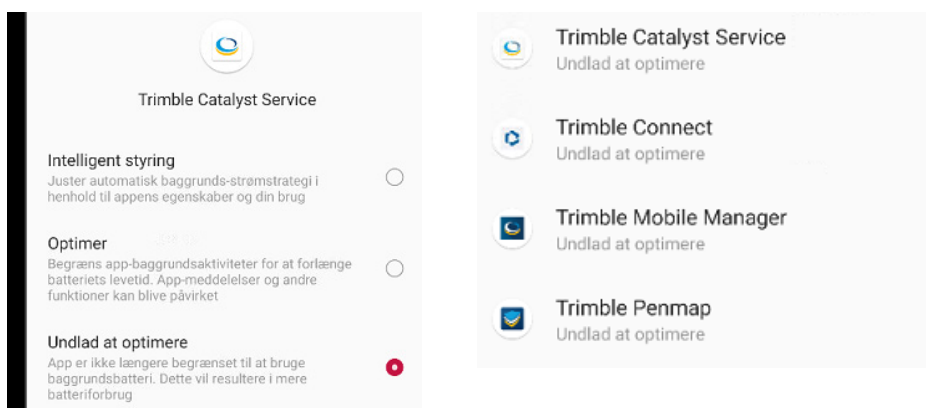 Trimble Catalyst Service
Intelligent styring
Juster automatisk baggrunds-strømstrategi i
henhold til appens egenskaber og din brug
Optimer
Begræns app-baggrundsaktiviteter for at forlænge
batteriets levetid. App-meddelelser og andre
funktioner kan blive påvirket
Undlad at optimere
App er ikke længere begrænset til at bruge
baggrundsbatteri. Dette vil resultere i mere
batteriforbrug
Trimble Catalyst Service
Undlad at optimere
Trimble Connect
Undlad at optimere
Trimble Mobile Manager
Undlad at optimere
Trimble Penmap
Undlad at optimere